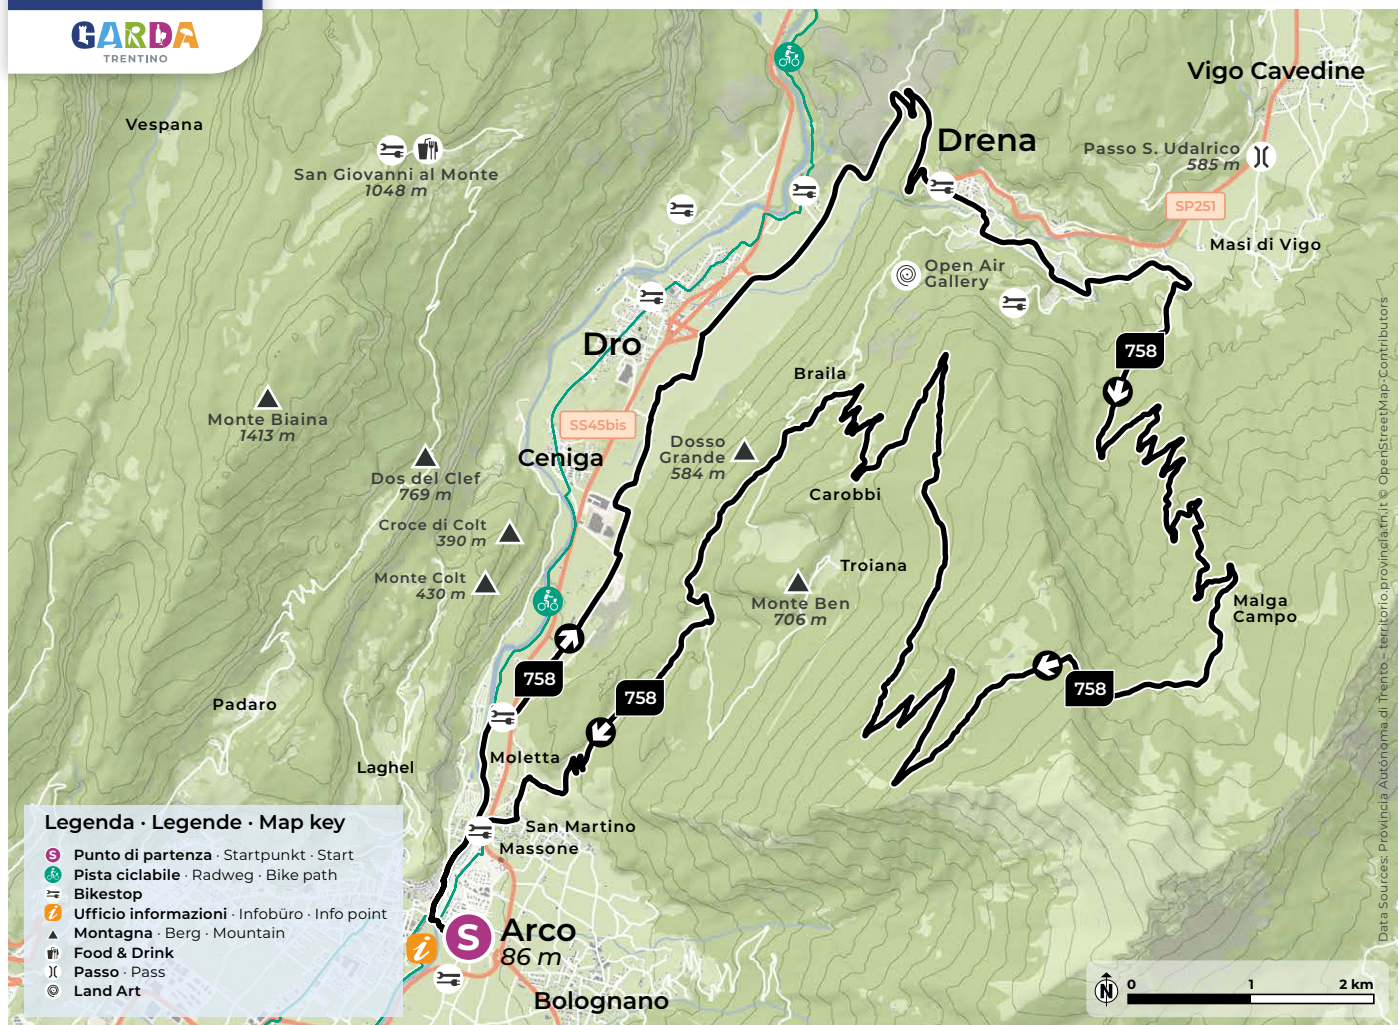 GARDA
TRENTINO
Vigo Cavedine
Vespana
Drena
Passo S. Udalrico
585 m
San Giovanni al Monte
1048 m
SP251
Masi di Vigo
Open Air
Gallery
Dro
758
Braila
Monte Biaina
1413 m
SS45bis
Dosso
Grande
584 m
Ceniga
Dos del Clef
769 m
Carobbi
Croce di Colt
390 m
Troiana
Monte Colt
430 m
Monte Ben
706 m
Malga
Campo
758
758
758
Padaro
Moletta
Laghel
San Martino
Massone
Legenda · Legende · Map key
S Punto di partenza · Startpunkt · Start
Pista ciclabile · Radweg · Bike path
Bikestop
i Ufficio informazioni · Infobüro · Info point
Montagna · Berg · Mountain
Food & Drink
Passo · Pass
Land Art
i
S
Arco
86 m
Bolognano
N
0 1 2 km
Data Sources: Provincia Autonoma di Trento – territorio.provincia.tn.it © OpenStreetMap-Contributors